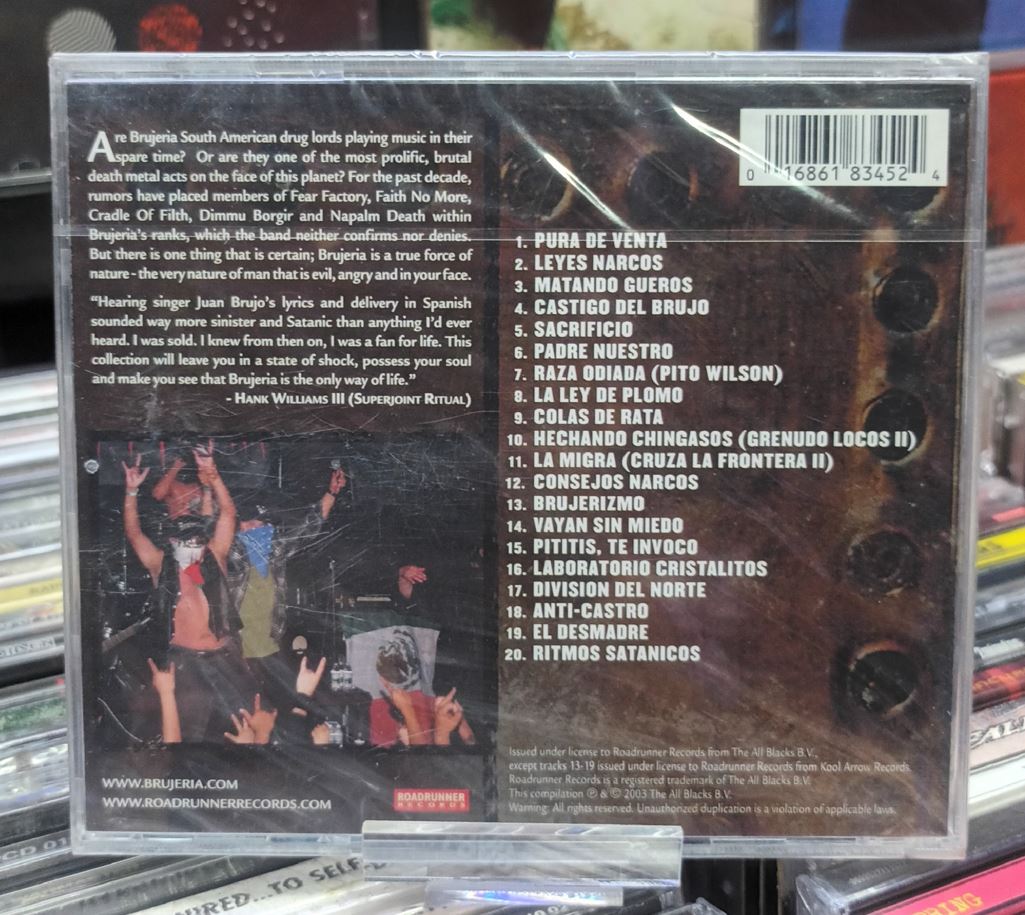 Are Brujeria South American drug lords playing music in their
spare time? Or are they one of the most prolific, brutal
death metal acts on the face of this planet? For the past decade,
rumors have placed members of Fear Factory, Faith No More,
Cradle Of Filth, Dimmu Borgir and Napalm Death within
Brujeria's ranks, which the band neither confirms nor denies.
But there is one thing that is certain; Brujeria is a true force of
nature - the very nature of man that is evil, angry and in your face.
“Hearing singer Juan Brujo's lyrics and delivery in Spanish
sounded way more sinister and Satanic than anything I'd ever
heard. I was sold. I knew from then on, I was a fan for life. This
collection will leave you in a state of shock, possess your soul
and make you see that Brujeria is the only way of life.”
- HANK WILLIAMS III (SUPERJOINT RITUAL)
WWW.BRUJERIA.COM
WWW.ROADRUNNERRECORDS.COM
ROADRUNNER
RECORDS
0 16861 83452 4
1. PURA DE VENTA
2. LEYES NARCOS
3. MATANDO GUEROS
4. CASTIGO DEL BRUJO
5. SACRIFICIO
6. PADRE NUESTRO
7. RAZA ODIADA (PITO WILSON)
8. LA LEY DE PLOMO
9. COLAS DE RATA
10. HECHANDO CHINGASOS (GRENUDO LOCOS II)
11. LA MIGRA (CRUZA LA FRONTERA II)
12. CONSEJOS NARCOS
13. BRUJERIZMO
14. VAYAN SIN MIEDO
15. PITITIS, TE INVOCO
16. LABORATORIO CRISTALITOS
17. DIVISION DEL NORTE
18. ANTI-CASTRO
19. EL DESMADRE
20. RITMOS SATANICOS
Issued under license to Roadrunner Records from The All Blacks B.V.,
except tracks 13-19 issued under license to Roadrunner Records from Kool Arrow Records.
Roadrunner Records is a registered trademark of The All Blacks B.V.
This compilation ℗ & © 2003 The All Blacks B.V.
Warning: All rights reserved. Unauthorized duplication is a violation of applicable laws.
TO SELF-